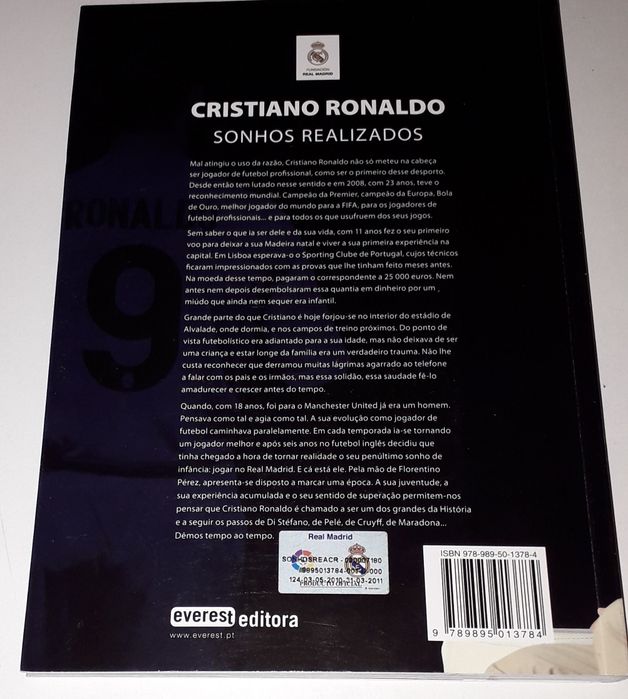 FUNDACIÓN
REAL MADRID
CRISTIANO RONALDO
SONHOS REALIZADOS
Mal atingiu o uso da razão, Cristiano Ronaldo não só meteu na cabeça
ser jogador de futebol profissional, como ser o primeiro desse desporto.
Desde então tem lutado nesse sentido e em 2008, com 23 anos, teve o
reconhecimento mundial. Campeão da Premier, campeão da Europa, Bola
de Ouro, melhor jogador do mundo para a FIFA, para os jogadores de
futebol profissionais... e para todos os que usufruem dos seus jogos.
Sem saber o que ia ser dele e da sua vida, com 11 anos fez o seu primeiro
voo para deixar a sua Madeira natal e viver a sua primeira experiência na
capital. Em Lisboa esperava-o o Sporting Clube de Portugal, cujos técnicos
ficaram impressionados com as provas que lhe tinham feito meses antes.
Na moeda desse tempo, pagaram o correspondente a 25 000 euros. Nem
antes nem depois desembolsaram essa quantia em dinheiro por um
miúdo que ainda nem sequer era infantil.
Grande parte do que Cristiano é hoje forjou-se no interior do estádio de
Alvalade, onde dormia, e nos campos de treino próximos. Do ponto de
vista futebolístico era adiantado para a sua idade, mas não deixava de ser
uma criança e estar longe da família era um verdadeiro trauma. Não lhe
custa reconhecer que derramou muitas lágrimas agarrado ao telefone
a falar com os pais e os irmãos, mas essa solidão, essa saudade fê-lo
amadurecer e crescer antes do tempo.
Quando, com 18 anos, foi para o Manchester United já era um homem.
Pensava como tal e agia como tal. A sua evolução como jogador de
futebol caminhava paralelamente. Em cada temporada ia-se tornando
um jogador melhor e após seis anos no futebol inglês decidiu que
tinha chegado a hora de tornar realidade o seu penúltimo sonho de
infância: jogar no Real Madrid. E cá está ele. Pela mão de Florentino
Pérez, apresenta-se disposto a marcar uma época. A sua juventude, a
sua experiência acumulada e o seu sentido de superação permitem-nos
pensar que Cristiano Ronaldo é chamado a ser um dos grandes da História
e a seguir os passos de Di Stéfano, de Pelé, de Cruyff, de Maradona...
Dêmos tempo ao tempo.
RONAL
9
Real Madrid
PRODUCTO OFICIAL
124-03-05-2010-31-03-2011
ISBN 978-989-50-1378-4
9 789895 013784
everest editora
www.everest.pt